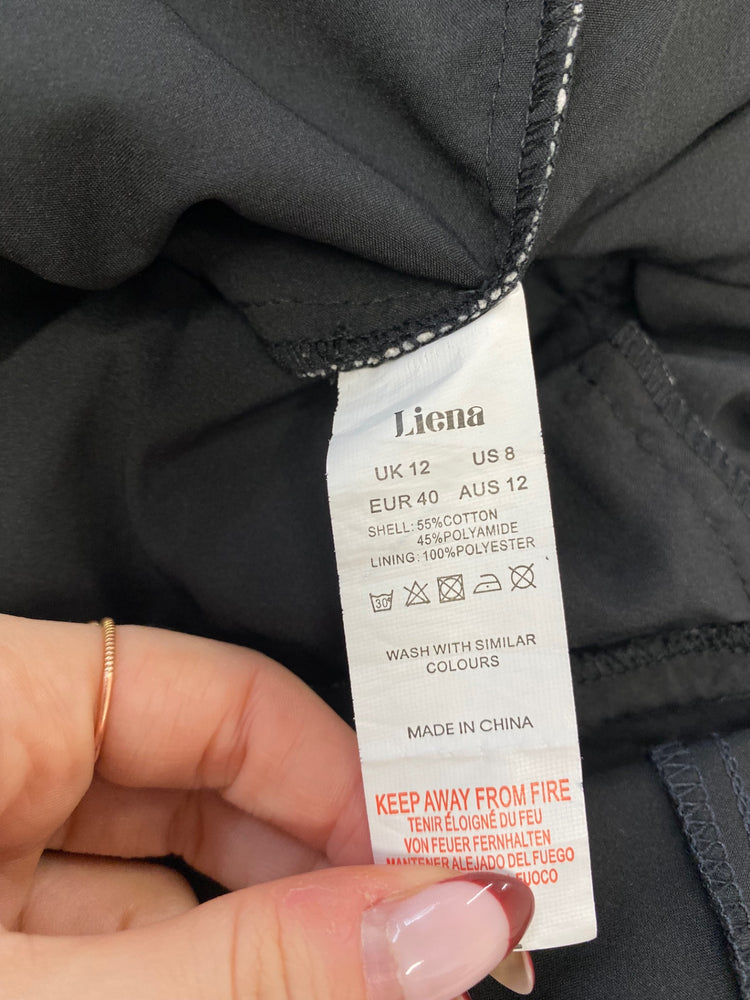 Liena
UK 12 US 8
EUR 40 AUS 12
SHELL: 55%COTTON
45%POLYAMIDE
LINING: 100%POLYESTER
30°
WASH WITH SIMILAR
COLOURS
MADE IN CHINA
KEEP AWAY FROM FIRE
TENIR ÉLOIGNÉ DU FEU
VON FEUER FERNHALTEN
MANTENER ALEJADO DEL FUEGO
FUOCO